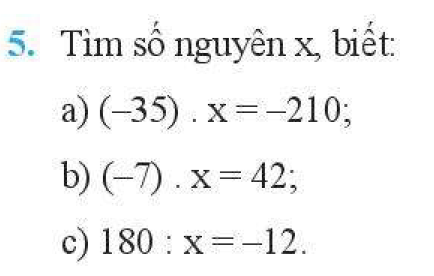 5. Tìm số nguyên x, biết:
a) (–35) . x = –210;
b) (–7) . x = 42;
c) 180 : x = –12.